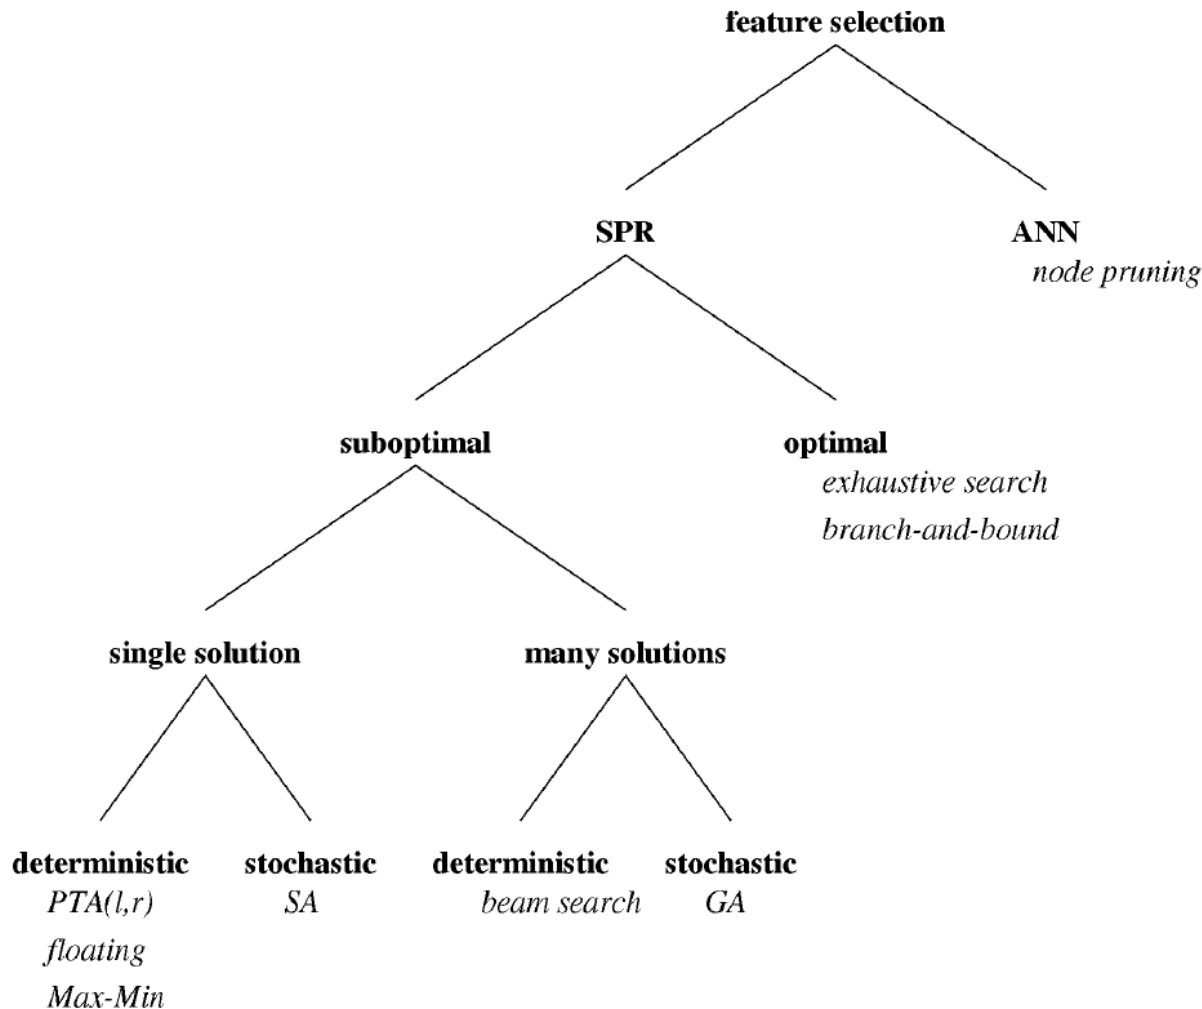 feature selection
SPR
ANN
node pruning
suboptimal
optimal
exhaustive search
branch-and-bound
single solution
many solutions
deterministic
PTA(l,r)
floating
Max-Min
stochastic
SA
deterministic
beam search
stochastic
GA